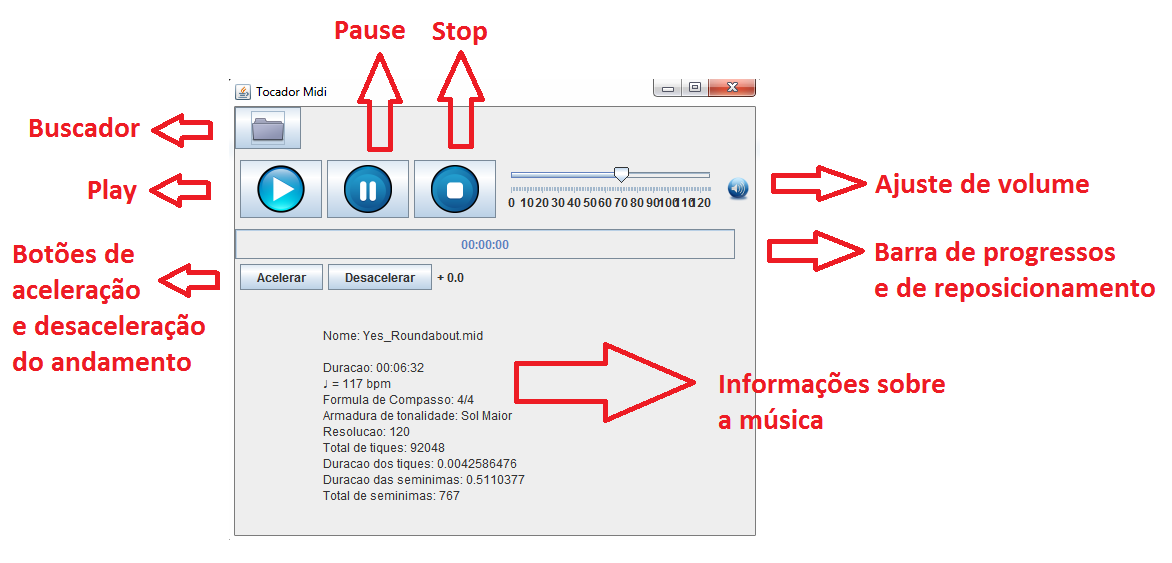 Pause
Stop
Tocador Midi
Buscador
Play
0 10 20 30 40 50 60 70 80 90 100 110 120
Ajuste de volume
00:00:00
Barra de progressos
e de reposicionamento
Botões de
aceleração
e desaceleração
do andamento
Acelerar
Desacelerar
+ 0.0
Nome: Yes_Roundabout.mid
Duracao: 00:06:32
♩ = 117 bpm
Formula de Compasso: 4/4
Armadura de tonalidade: Sol Maior
Resolucao: 120
Total de tiques: 92048
Duracao dos tiques: 0.0042586476
Duracao das seminimas: 0.5110377
Total de seminimas: 767
Informações sobre
a música